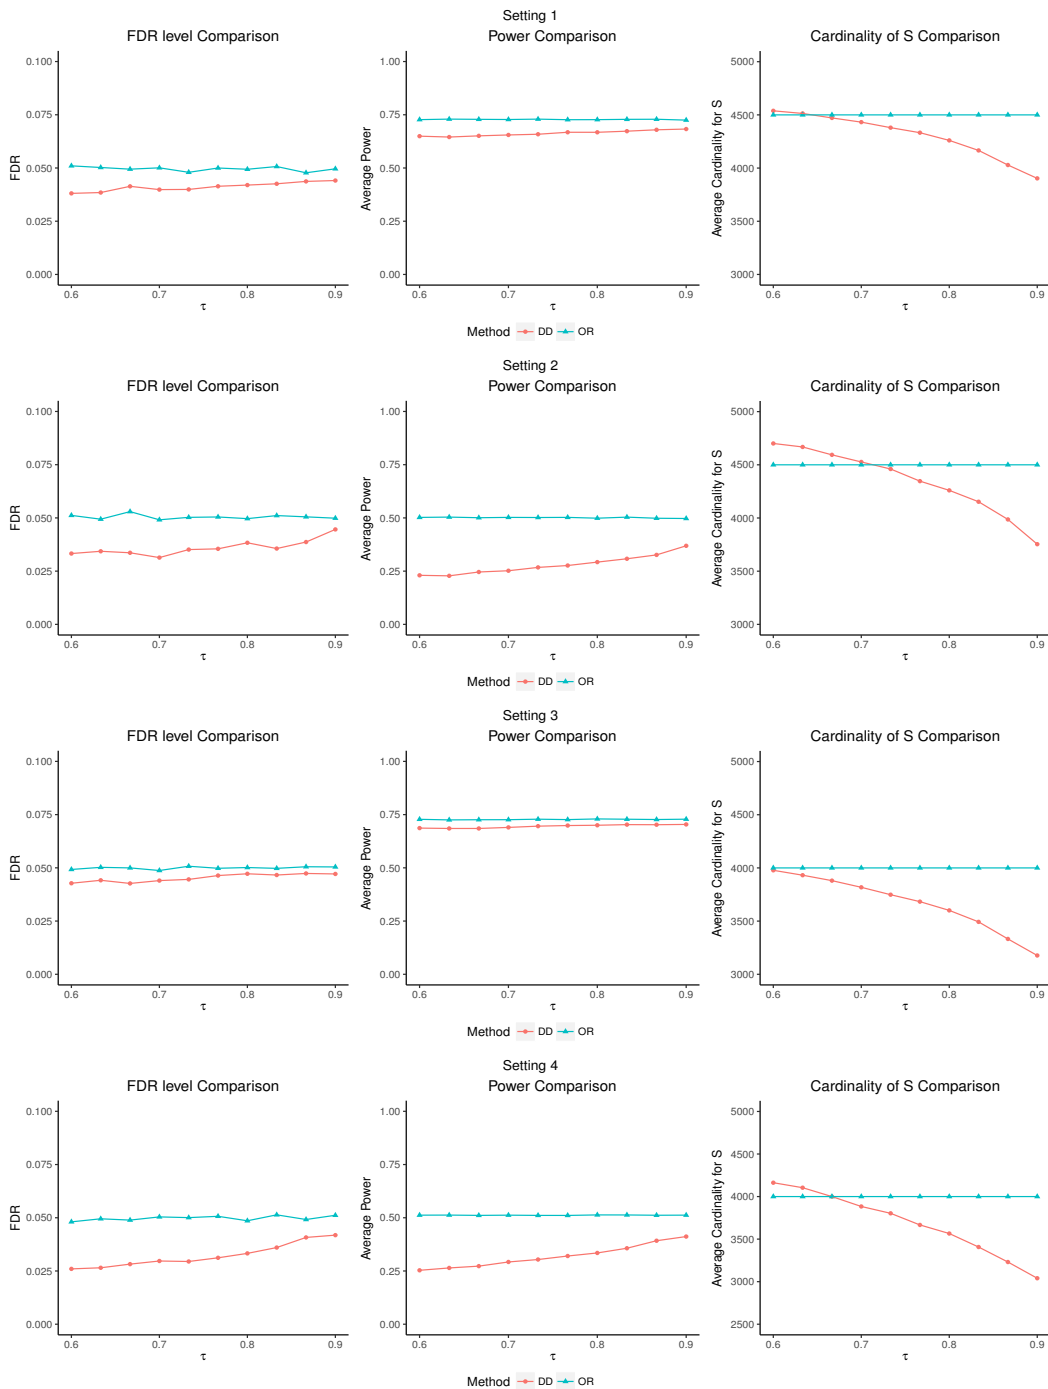 Setting 1
FDR level Comparison
Power Comparison
Cardinality of S Comparison
FDR
0.100
0.075
0.050
0.025
0.000
0.6 0.7 0.8 0.9
τ
Average Power
1.00
0.75
0.50
0.25
0.00
0.6 0.7 0.8 0.9
τ
Average Cardinality for S
5000
4500
4000
3500
3000
0.6 0.7 0.8 0.9
τ
Method DD OR
Setting 2
FDR level Comparison
Power Comparison
Cardinality of S Comparison
FDR
0.100
0.075
0.050
0.025
0.000
0.6 0.7 0.8 0.9
τ
Average Power
1.00
0.75
0.50
0.25
0.00
0.6 0.7 0.8 0.9
τ
Average Cardinality for S
5000
4500
4000
3500
3000
0.6 0.7 0.8 0.9
τ
Method DD OR
Setting 3
FDR level Comparison
Power Comparison
Cardinality of S Comparison
FDR
0.100
0.075
0.050
0.025
0.000
0.6 0.7 0.8 0.9
τ
Average Power
1.00
0.75
0.50
0.25
0.00
0.6 0.7 0.8 0.9
τ
Average Cardinality for S
5000
4500
4000
3500
3000
0.6 0.7 0.8 0.9
τ
Method DD OR
Setting 4
FDR level Comparison
Power Comparison
Cardinality of S Comparison
FDR
0.100
0.075
0.050
0.025
0.000
0.6 0.7 0.8 0.9
τ
Average Power
1.00
0.75
0.50
0.25
0.00
0.6 0.7 0.8 0.9
τ
Average Cardinality for S
5000
4500
4000
3500
3000
2500
0.6 0.7 0.8 0.9
τ
Method DD OR